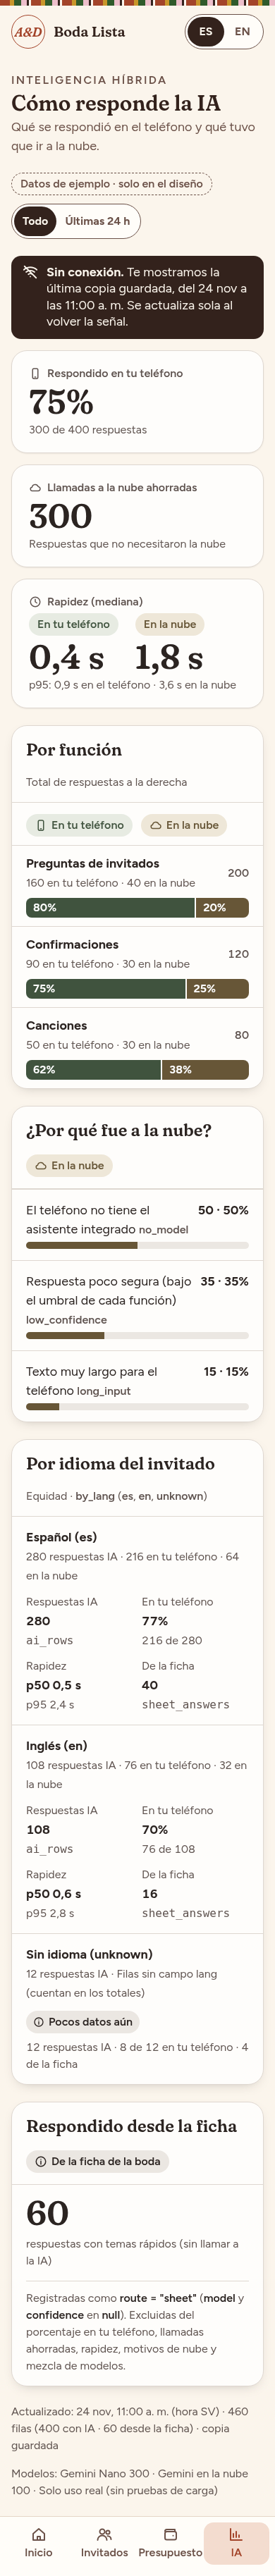 A&D Boda Lista ES EN
INTELIGENCIA HÍBRIDA
Cómo responde la IA
Qué se respondió en el teléfono y qué tuvo
que ir a la nube.
Datos de ejemplo · solo en el diseño
Todo Últimas 24 h
Sin conexión. Te mostramos la
última copia guardada, del 24 nov a
las 11:00 a. m. Se actualiza sola al
volver la señal.
Respondido en tu teléfono
75%
300 de 400 respuestas
Llamadas a la nube ahorradas
300
Respuestas que no necesitaron la nube
Rapidez (mediana)
En tu teléfono En la nube
0,4 s 1,8 s
p95: 0,9 s en el teléfono · 3,6 s en la nube
Por función
Total de respuestas a la derecha
En tu teléfono En la nube
Preguntas de invitados
160 en tu teléfono · 40 en la nube 200
80% 20%
Confirmaciones
90 en tu teléfono · 30 en la nube 120
75% 25%
Canciones
50 en tu teléfono · 30 en la nube 80
62% 38%
¿Por qué fue a la nube?
En la nube
El teléfono no tiene el 50 · 50%
asistente integrado no_model
Respuesta poco segura (bajo 35 · 35%
el umbral de cada función)
low_confidence
Texto muy largo para el 15 · 15%
teléfono long_input
Por idioma del invitado
Equidad · by_lang (es, en, unknown)
Español (es)
280 respuestas IA · 216 en tu teléfono · 64
en la nube
Respuestas IA En tu teléfono
280 77%
ai_rows 216 de 280
Rapidez De la ficha
p50 0,5 s 40
p95 2,4 s sheet_answers
Inglés (en)
108 respuestas IA · 76 en tu teléfono · 32 en
la nube
Respuestas IA En tu teléfono
108 70%
ai_rows 76 de 108
Rapidez De la ficha
p50 0,6 s 16
p95 2,8 s sheet_answers
Sin idioma (unknown)
12 respuestas IA · Filas sin campo lang
(cuentan en los totales)
Pocos datos aún
12 respuestas IA · 8 de 12 en tu teléfono · 4
de la ficha
Respondido desde la ficha
De la ficha de la boda
60
respuestas con temas rápidos (sin llamar a
la IA)
Registradas como route = "sheet" (model y
confidence en null). Excluidas del
porcentaje en tu teléfono, llamadas
ahorradas, rapidez, motivos de nube y
mezcla de modelos.
Actualizado: 24 nov, 11:00 a. m. (hora SV) · 460
filas (400 con IA · 60 desde la ficha) · copia
guardada
Modelos: Gemini Nano 300 · Gemini en la nube
100 · Solo uso real (sin pruebas de carga)
Inicio Invitados Presupuesto IA